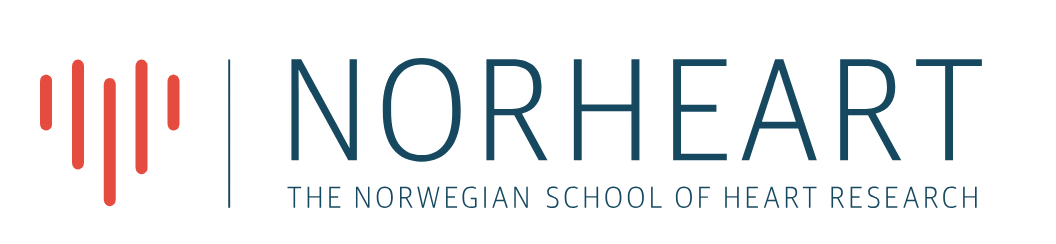 NORHEART
THE NORWEGIAN SCHOOL OF HEART RESEARCH